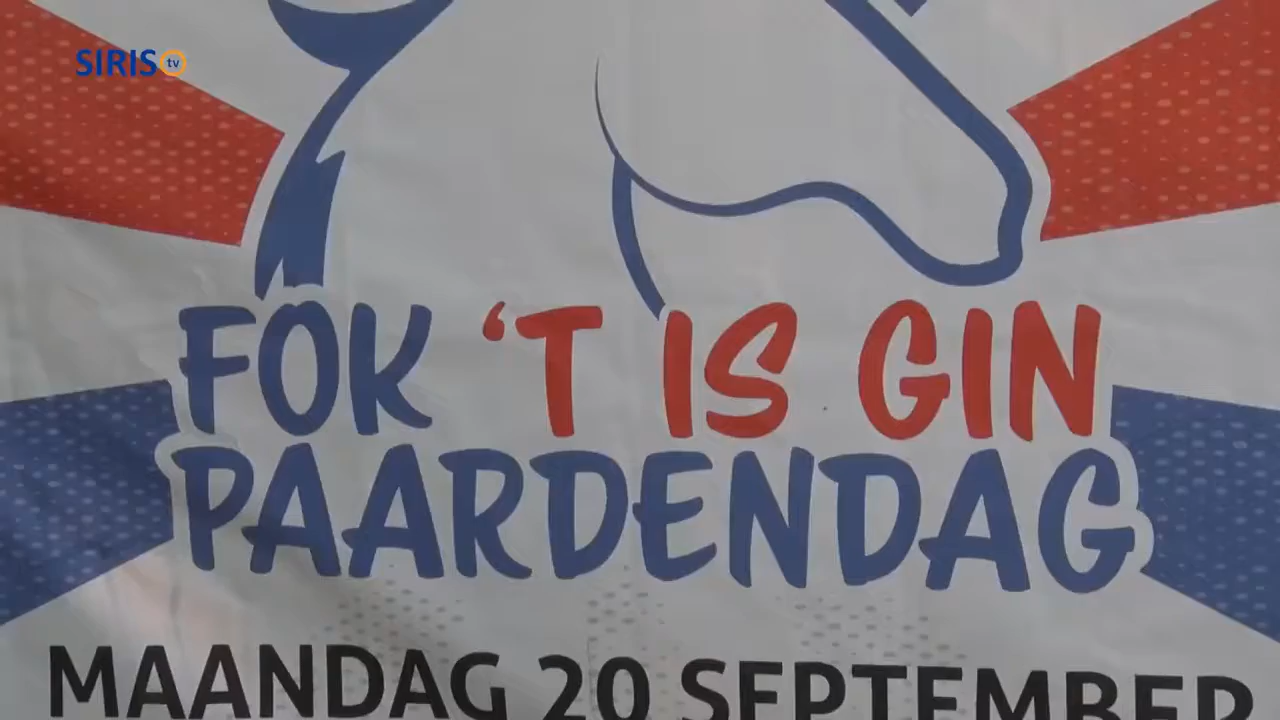 SIRIS tv
FOK 'T IS GIN
PAARDENDAG
MAANDAG 20 SEPTEMBER